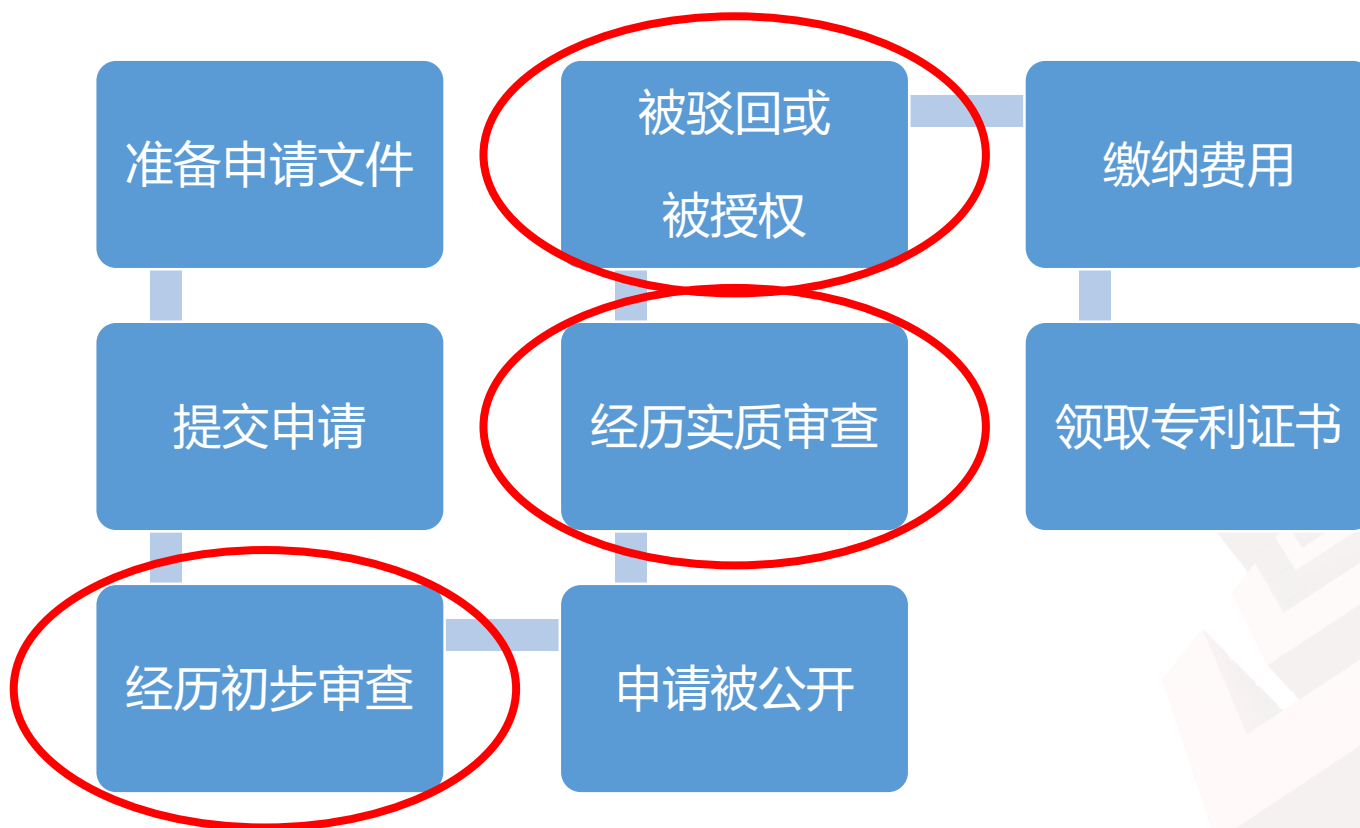 准备申请文件
提交申请
经历初步审查
申请被公开
经历实质审查
被驳回或
被授权
缴纳费用
领取专利证书